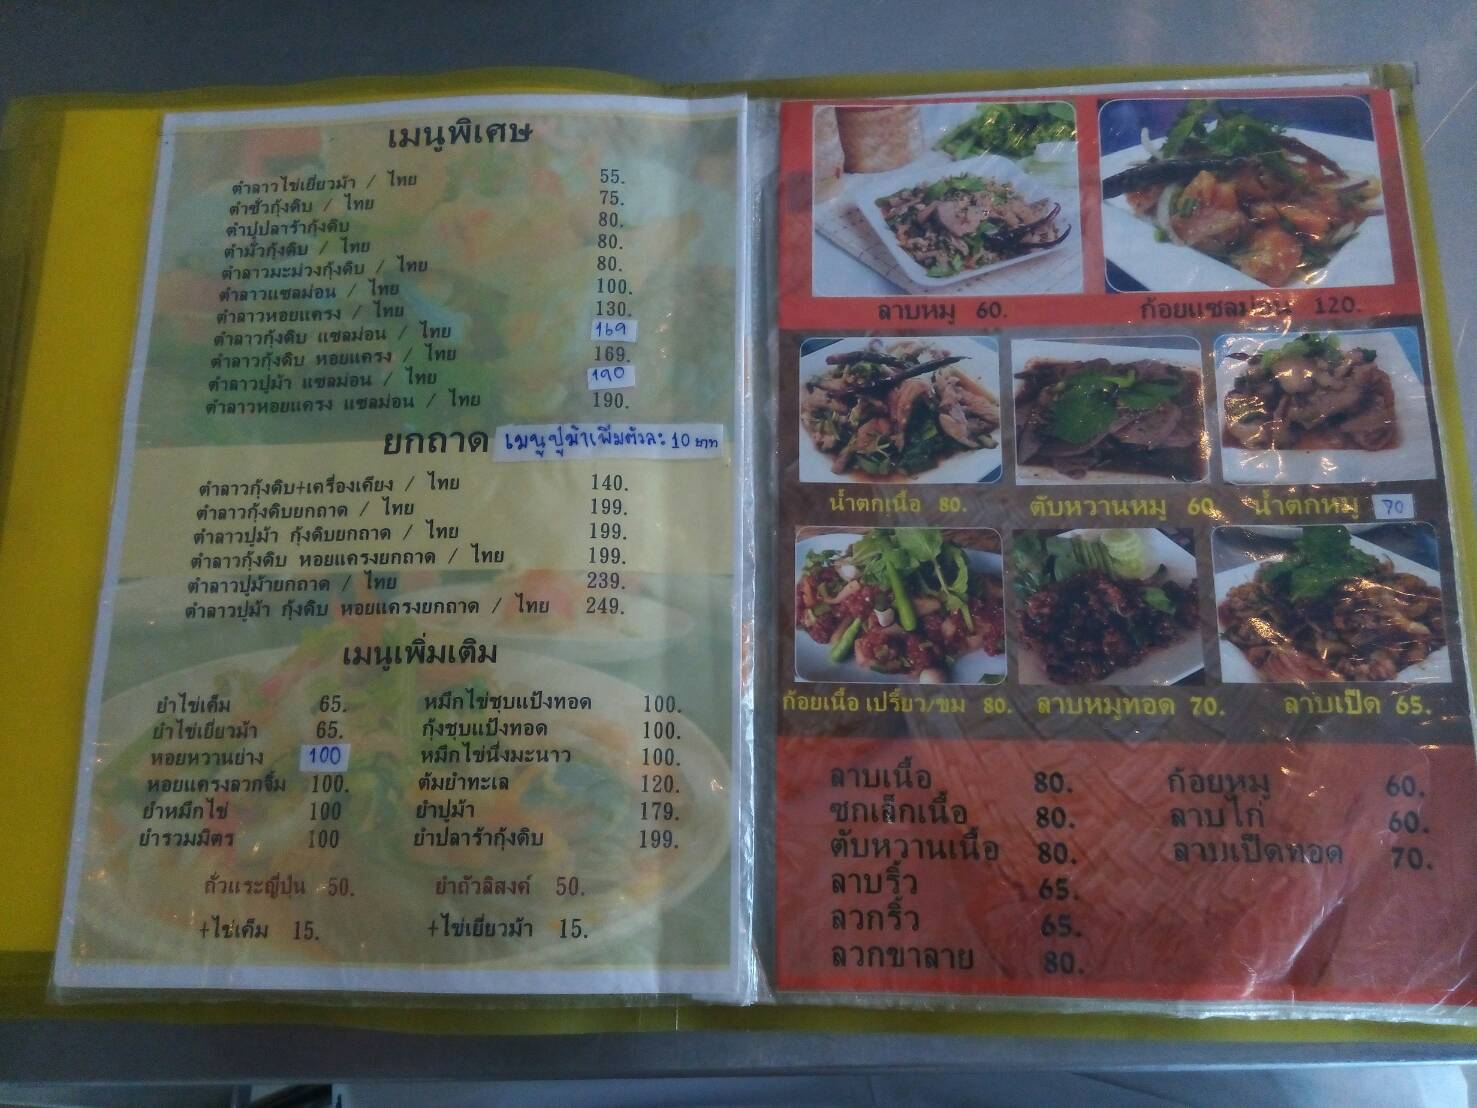 เมนูพิเศษ
ตำลาวไข่เยี่ยวม้า / ไทย 55.
ตำซั่วกุ้งดิบ / ไทย 75.
ตำปูปลาร้ากุ้งดิบ 80.
ตำมั่วกุ้งดิบ / ไทย 80.
ตำลาวมะม่วงกุ้งดิบ / ไทย 80.
ตำลาวแซลม่อน / ไทย 100.
ตำลาวหอยแครง / ไทย 130.
ตำลาวกุ้งดิบ แซลม่อน / ไทย 169
ตำลาวกุ้งดิบ หอยแครง / ไทย 169.
ตำลาวปูม้า แซลม่อน / ไทย 190
ตำลาวหอยแครง แซลม่อน / ไทย 190.
ยกถาด เมนูปูม้าเพิ่มตัวละ 10 บาท
ตำลาวกุ้งดิบ+เครื่องเคียง / ไทย 140.
ตำลาวกุ้งดิบยกถาด / ไทย 199.
ตำลาวปูม้า กุ้งดิบยกถาด / ไทย 199.
ตำลาวกุ้งดิบ หอยแครงยกถาด / ไทย 199.
ตำลาวปูม้ายกถาด / ไทย 239.
ตำลาวปูม้า กุ้งดิบ หอยแครงยกถาด / ไทย 249.
เมนูเพิ่มเติม
ยำไข่เค็ม 65. หมึกไข่ชุบแป้งทอด 100.
ยำไข่เยี่ยวม้า 65. กุ้งชุบแป้งทอด 100.
หอยหวานย่าง 100 หมึกไข่นึ่งมะนาว 100.
หอยแครงลวกจิ้ม 100. ต้มยำทะเล 120.
ยำหมึกไข่ 100 ยำปูม้า 179.
ยำรวมมิตร 100 ยำปลาร้ากุ้งดิบ 199.
ถั่วแระญี่ปุ่น 50. ยำถั่วลิสงค์ 50.
+ไข่เค็ม 15. +ไข่เยี่ยวม้า 15.
ลาบหมู 60. ก้อยแซลม่อน 120.
น้ำตกเนื้อ 80. ตับหวานหมู 60. น้ำตกหมู 70
ก้อยเนื้อ เปรี้ยว/ขม 80. ลาบหมูทอด 70. ลาบเป็ด 65.
ลาบเนื้อ 80. ก้อยหมู 60.
ซกเล็กเนื้อ 80. ลาบไก่ 60.
ตับหวานเนื้อ 80. ลาบเป็ดทอด 70.
ลาบริ้ว 65.
ลวกริ้ว 65.
ลวกขาลาย 80.